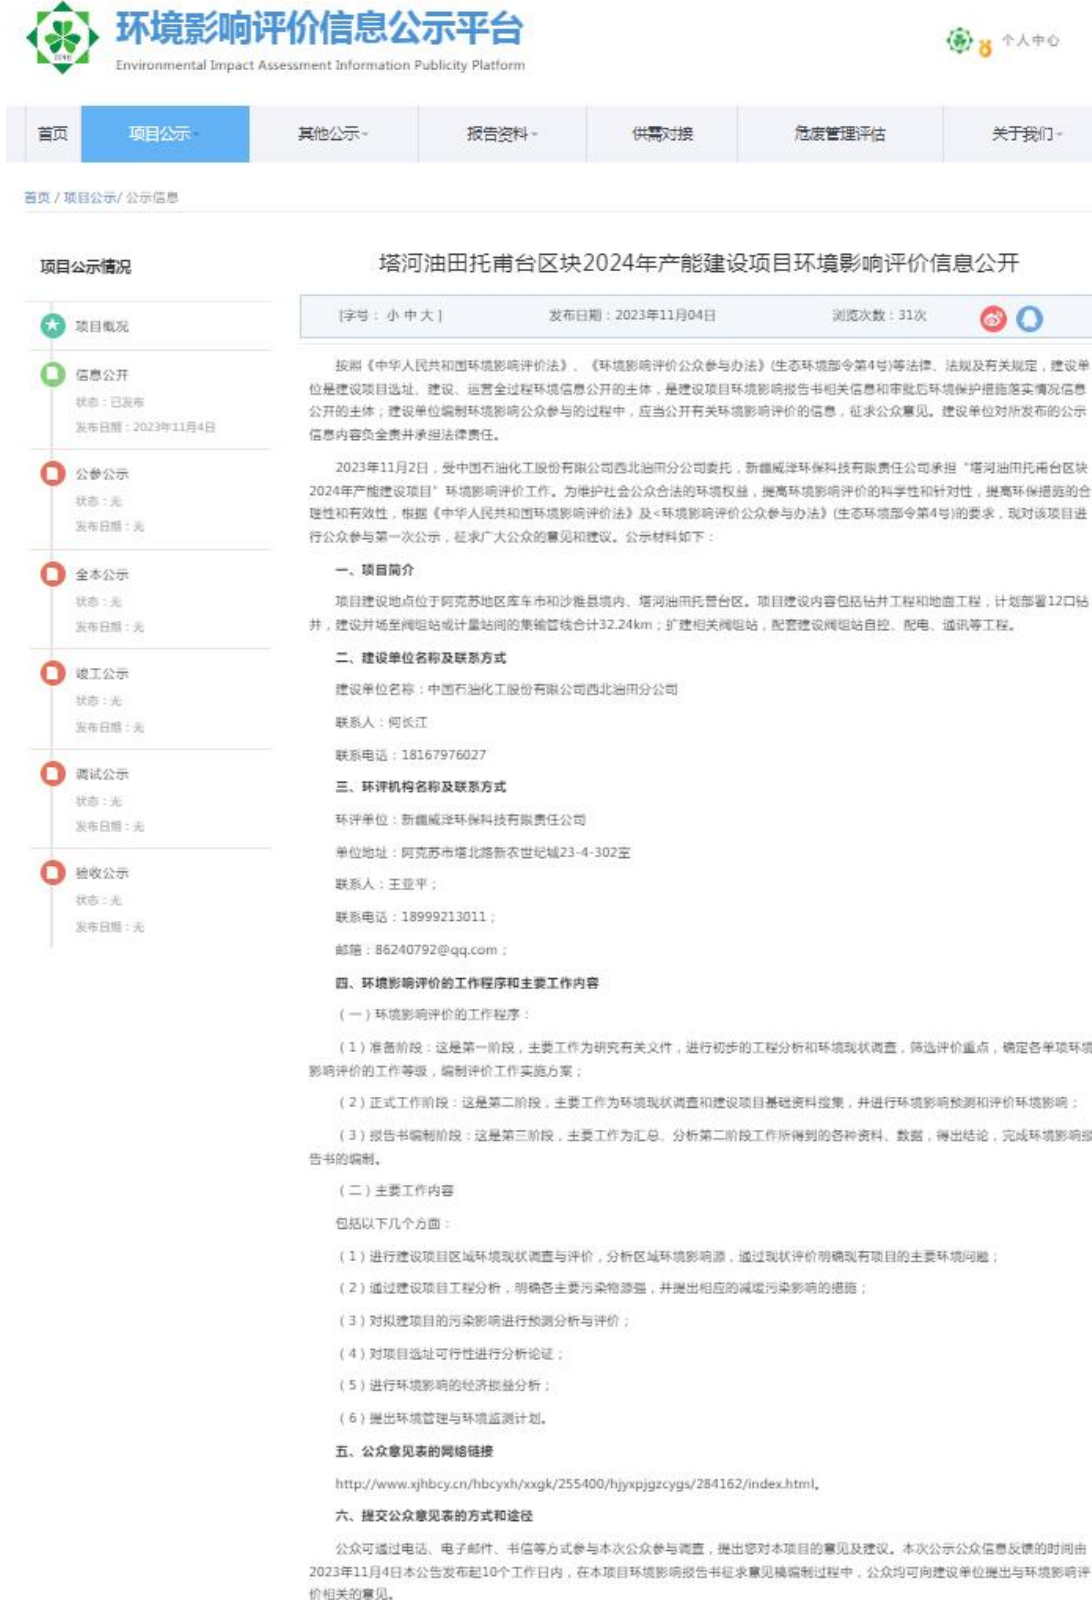 环境影响评价信息公示平台
Environmental Impact Assessment Information Publicity Platform
个人中心
首页 项目公示 其他公示 报告资料 供需对接 危废管理评估 关于我们
首页 / 项目公示/ 公示信息
项目公示情况
项目概况
信息公开
状态：已发布
发布日期：2023年11月4日
公参公示
状态：无
发布日期：无
全本公示
状态：无
发布日期：无
竣工公示
状态：无
发布日期：无
调试公示
状态：无
发布日期：无
验收公示
状态：无
发布日期：无
塔河油田托甫台区块2024年产能建设项目环境影响评价信息公开
[字号： 小 中 大 ] 发布日期：2023年11月04日 浏览次数：31次
按照《中华人民共和国环境影响评价法》、《环境影响评价公众参与办法》(生态环境部令第4号)等法律、法规及有关规定，建设单
位是建设项目选址、建设、运营全过程环境信息公开的主体，是建设项目环境影响报告书相关信息和审批后环境保护措施落实情况信息
公开的主体；建设单位编制环境影响公众参与的过程中，应当公开有关环境影响评价的信息，征求公众意见。建设单位对所发布的公示
信息内容负全责并承担法律责任。
2023年11月2日，受中国石油化工股份有限公司西北油田分公司委托，新疆威泽环保科技有限责任公司承担“塔河油田托甫台区块
2024年产能建设项目”环境影响评价工作。为维护社会公众合法的环境权益，提高环境影响评价的科学性和针对性，提高环保措施的合
理性和有效性，根据《中华人民共和国环境影响评价法》及<环境影响评价公众参与办法》(生态环境部令第4号)的要求，现对该项目进
行公众参与第一次公示，征求广大公众的意见和建议。公示材料如下：
一、项目简介
项目建设地点位于阿克苏地区库车市和沙雅县境内、塔河油田托普台区。项目建设内容包括钻井工程和地面工程，计划部署12口钻
井，建设井场至阀组站或计量站间的集输管线合计32.24km；扩建相关阀组站，配套建设阀组站自控、配电、通讯等工程。
二、建设单位名称及联系方式
建设单位名称：中国石油化工股份有限公司西北油田分公司
联系人：何长江
联系电话：18167976027
三、环评机构名称及联系方式
环评单位：新疆威泽环保科技有限责任公司
单位地址：阿克苏市塔北路新农世纪城23-4-302室
联系人：王亚平；
联系电话：18999213011；
邮箱：86240792@qq.com；
四、环境影响评价的工作程序和主要工作内容
（一）环境影响评价的工作程序：
（1）准备阶段：这是第一阶段，主要工作为研究有关文件，进行初步的工程分析和环境现状调查，筛选评价重点，确定各单项环境
影响评价的工作等级，编制评价工作实施方案；
（2）正式工作阶段：这是第二阶段，主要工作为环境现状调查和建设项目基础资料搜集，并进行环境影响预测和评价环境影响；
（3）报告书编制阶段：这是第三阶段，主要工作为汇总、分析第二阶段工作所得到的各种资料、数据，得出结论，完成环境影响报
告书的编制。
（二）主要工作内容
包括以下几个方面：
（1）进行建设项目区域环境现状调查与评价，分析区域环境影响源，通过现状评价明确现有项目的主要环境问题；
（2）通过建设项目工程分析，明确各主要污染物源强，并提出相应的减缓污染影响的措施；
（3）对拟建项目的污染影响进行预测分析与评价；
（4）对项目选址可行性进行分析论证；
（5）进行环境影响的经济损益分析；
（6）提出环境管理与环境监测计划。
五、公众意见表的网络链接
http://www.xjhbcy.cn/hbcyxh/xxgk/255400/hjyxpjgzcygs/284162/index.html。
六、提交公众意见表的方式和途径
公众可通过电话、电子邮件、书信等方式参与本次公众参与调查，提出您对本项目的意见及建议。本次公示公众信息反馈的时间由
2023年11月4日本公告发布起10个工作日内，在本项目环境影响报告书征求意见稿编制过程中，公众均可向建设单位提出与环境影响评
价相关的意见。